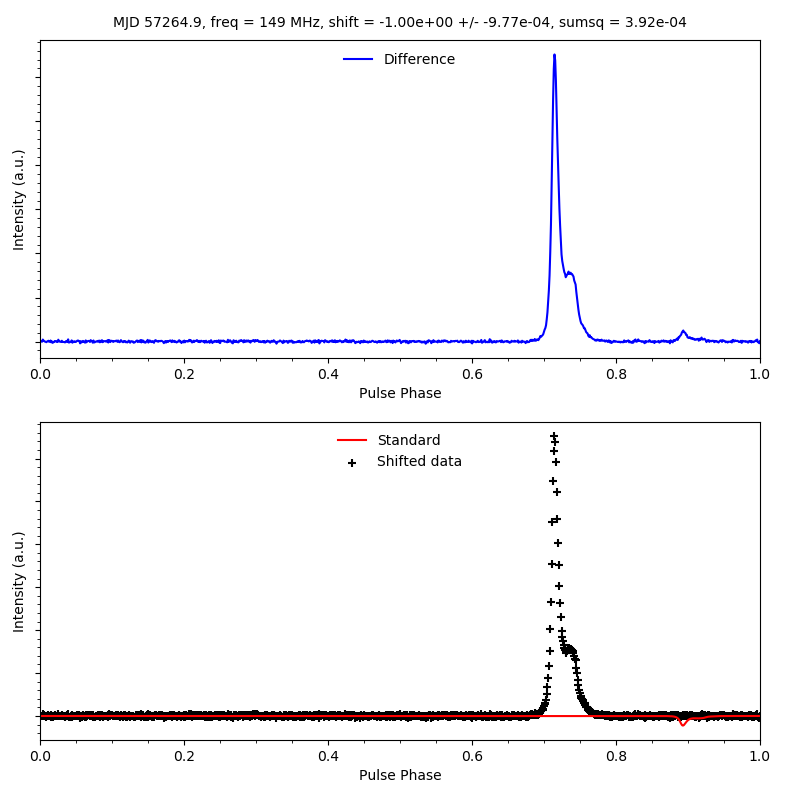 MJD 57264.9, freq = 149 MHz, shift = -1.00e+00 +/- -9.77e-04, sumsq = 3.92e-04
Difference
Intensity (a.u.)
0.0 0.2 0.4 0.6 0.8 1.0
Pulse Phase
Standard
Shifted data
Intensity (a.u.)
0.0 0.2 0.4 0.6 0.8 1.0
Pulse Phase